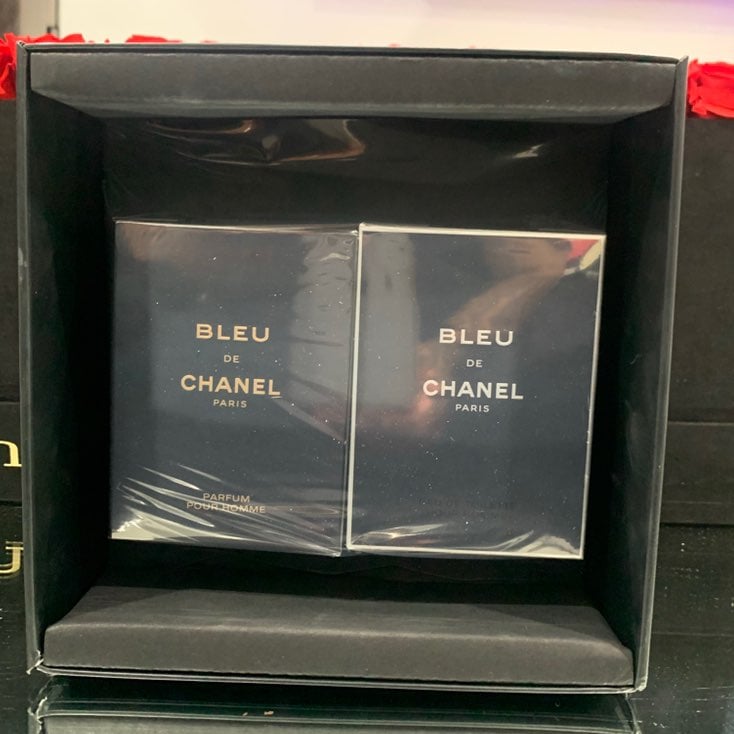 BLEU
DE
CHANEL
PARIS
PARFUM
POUR HOMME
BLEU
DE
CHANEL
PARIS